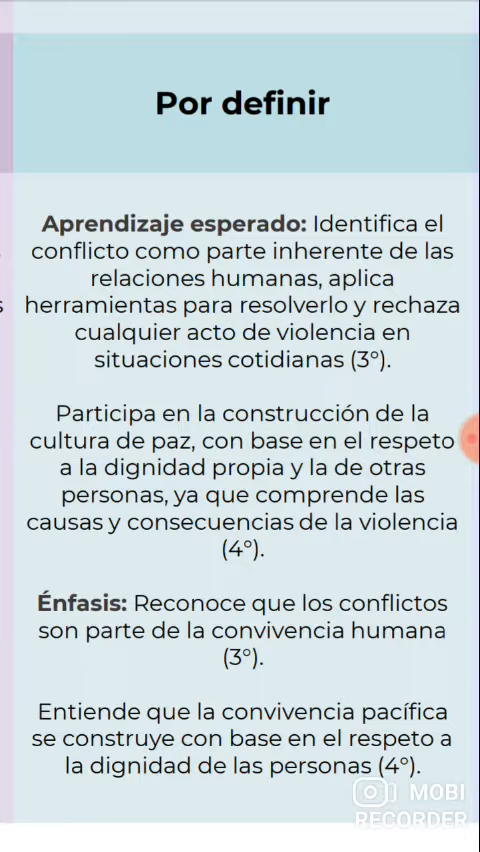 Por definir
Aprendizaje esperado: Identifica el
conflicto como parte inherente de las
relaciones humanas, aplica
herramientas para resolverlo y rechaza
cualquier acto de violencia en
situaciones cotidianas (3°).
Participa en la construcción de la
cultura de paz, con base en el respeto
a la dignidad propia y la de otras
personas, ya que comprende las
causas y consecuencias de la violencia
(4°).
Énfasis: Reconoce que los conflictos
son parte de la convivencia humana
(3°).
Entiende que la convivencia pacífica
se construye con base en el respeto a
la dignidad de las personas (4°).
MOBI
RECORDER